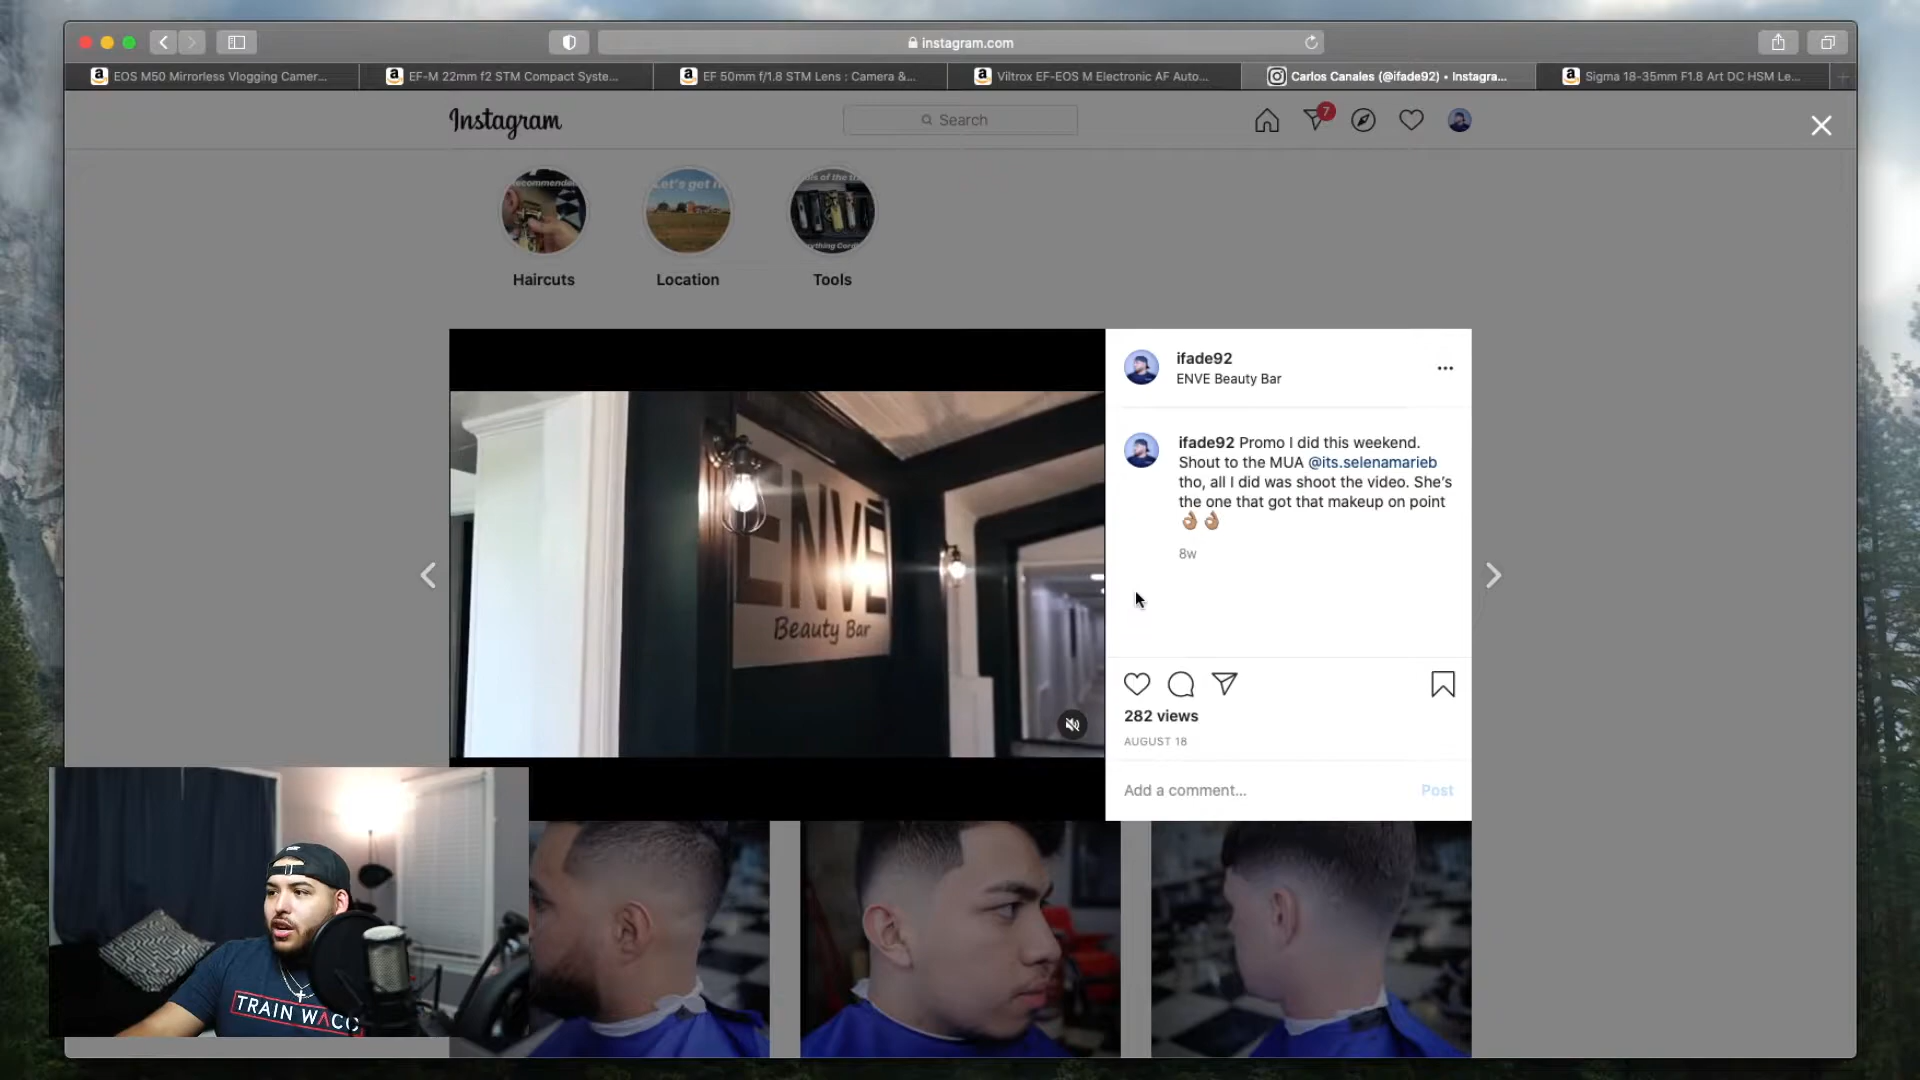 instagram.com
EOS M50 Mirrorless Vlogging Camer...
EF-M 22mm f2 STM Compact Syste...
EF 50mm f/1.8 STM Lens : Camera &...
Viltrox EF-EOS M Electronic AF Auto...
Carlos Canales (@ifade92) • Instagra...
Sigma 18-35mm F1.8 Art DC HSM Le...
Instagram
Search
7
Let's get
Haircuts
Location
Tools
ifade92
ENVE Beauty Bar
ifade92 Promo I did this weekend.
Shout to the MUA @its.selenamarieb
tho, all I did was shoot the video. She's
the one that got that makeup on point
👌🏽 👌🏽
8w
ENVE
Beauty Bar
282 views
AUGUST 18
Add a comment...
Post
TRAIN WACO